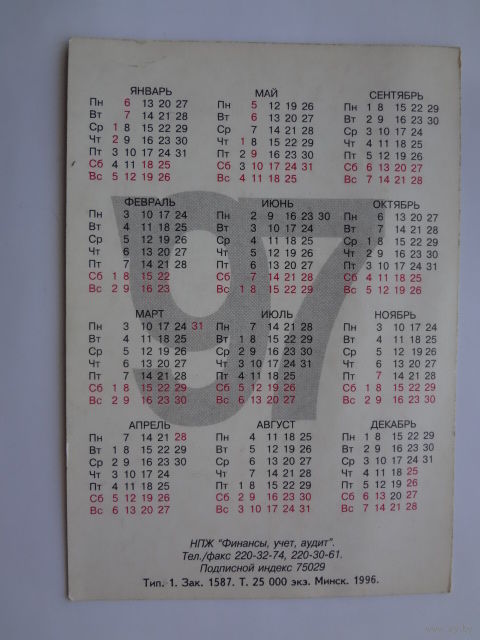 ЯНВАРЬ
Пн 6 13 20 27
Вт 7 14 21 28
Ср 1 8 15 22 29
Чт 2 9 16 23 30
Пт 3 10 17 24 31
Сб 4 11 18 25
Вс 5 12 19 26
МАЙ
Пн 5 12 19 26
Вт 6 13 20 27
Ср 7 14 21 28
Чт 1 8 15 22 29
Пт 2 9 16 23 30
Сб 3 10 17 24 31
Вс 4 11 18 25
СЕНТЯБРЬ
Пн 1 8 15 22 29
Вт 2 9 16 23 30
Ср 3 10 17 24
Чт 4 11 18 25
Пт 5 12 19 26
Сб 6 13 20 27
Вс 7 14 21 28
97
ФЕВРАЛЬ
Пн 3 10 17 24
Вт 4 11 18 25
Ср 5 12 19 26
Чт 6 13 20 27
Пт 7 14 21 28
Сб 1 8 15 22
Вс 2 9 16 23
ИЮНЬ
Пн 2 9 16 23 30
Вт 3 10 17 24
Ср 4 11 18 25
Чт 5 12 19 26
Пт 6 13 20 27
Сб 7 14 21 28
Вс 1 8 15 22 29
ОКТЯБРЬ
Пн 6 13 20 27
Вт 7 14 21 28
Ср 1 8 15 22 29
Чт 2 9 16 23 30
Пт 3 10 17 24 31
Сб 4 11 18 25
Вс 5 12 19 26
МАРТ
Пн 3 10 17 24 31
Вт 4 11 18 25
Ср 5 12 19 26
Чт 6 13 20 27
Пт 7 14 21 28
Сб 1 8 15 22 29
Вс 2 9 16 23 30
ИЮЛЬ
Пн 7 14 21 28
Вт 1 8 15 22 29
Ср 2 9 16 23 30
Чт 3 10 17 24 31
Пт 4 11 18 25
Сб 5 12 19 26
Вс 6 13 20 27
НОЯБРЬ
Пн 3 10 17 24
Вт 4 11 18 25
Ср 5 12 19 26
Чт 6 13 20 27
Пт 7 14 21 28
Сб 1 8 15 22 29
Вс 2 9 16 23 30
АПРЕЛЬ
Пн 7 14 21 28
Вт 1 8 15 22 29
Ср 2 9 16 23 30
Чт 3 10 17 24
Пт 4 11 18 25
Сб 5 12 19 26
Вс 6 13 20 27
АВГУСТ
Пн 4 11 18 25
Вт 5 12 19 26
Ср 6 13 20 27
Чт 7 14 21 28
Пт 1 8 15 22 29
Сб 2 9 16 23 30
Вс 3 10 17 24 31
ДЕКАБРЬ
Пн 1 8 15 22 29
Вт 2 9 16 23 30
Ср 3 10 17 24 31
Чт 4 11 18 25
Пт 5 12 19 26
Сб 6 13 20 27
Вс 7 14 21 28
НПЖ "Финансы, учет, аудит".
Тел./факс 220-32-74, 220-30-61.
Подписной индекс 75029
Тип. 1. Зак. 1587. Т. 25 000 экз. Минск. 1996.